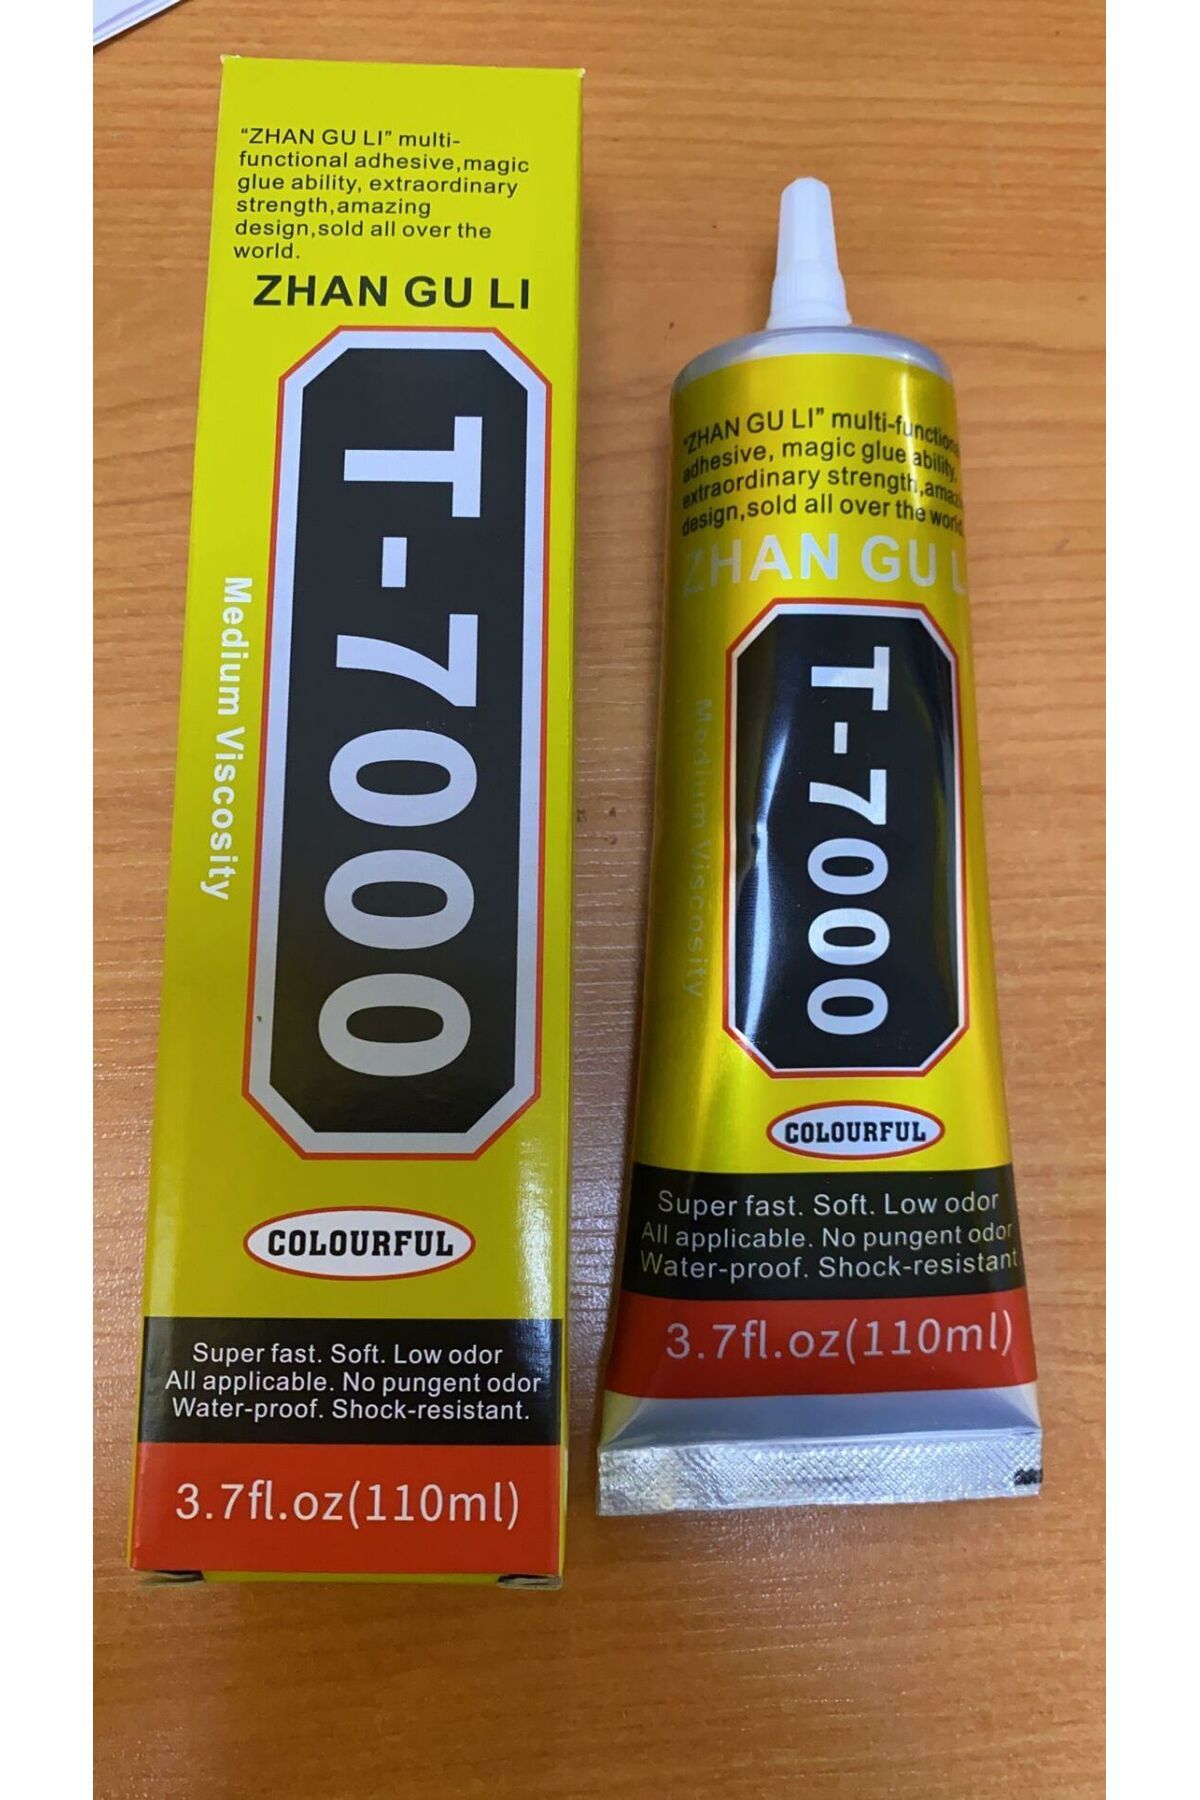 “ZHAN GU LI” multi-
functional adhesive,magic
glue ability, extraordinary
strength,amazing
design,sold all over the
world.
ZHAN GU LI
T-7000
Medium Viscosity
COLOURFUL
Super fast. Soft. Low odor
All applicable. No pungent odor
Water-proof. Shock-resistant.
3.7fl.oz(110ml)
“ZHAN GU LI” multi-
adhesive, magic glue ability,
extraordinary strength,
design,sold all over the
ZHAN GU
T-7000
Medium Viscosity
COLOURFUL
Super fast. Soft. Low odor
All applicable. No pungent odor
Water-proof. Shock-resistant
3.7fl.oz(110ml)